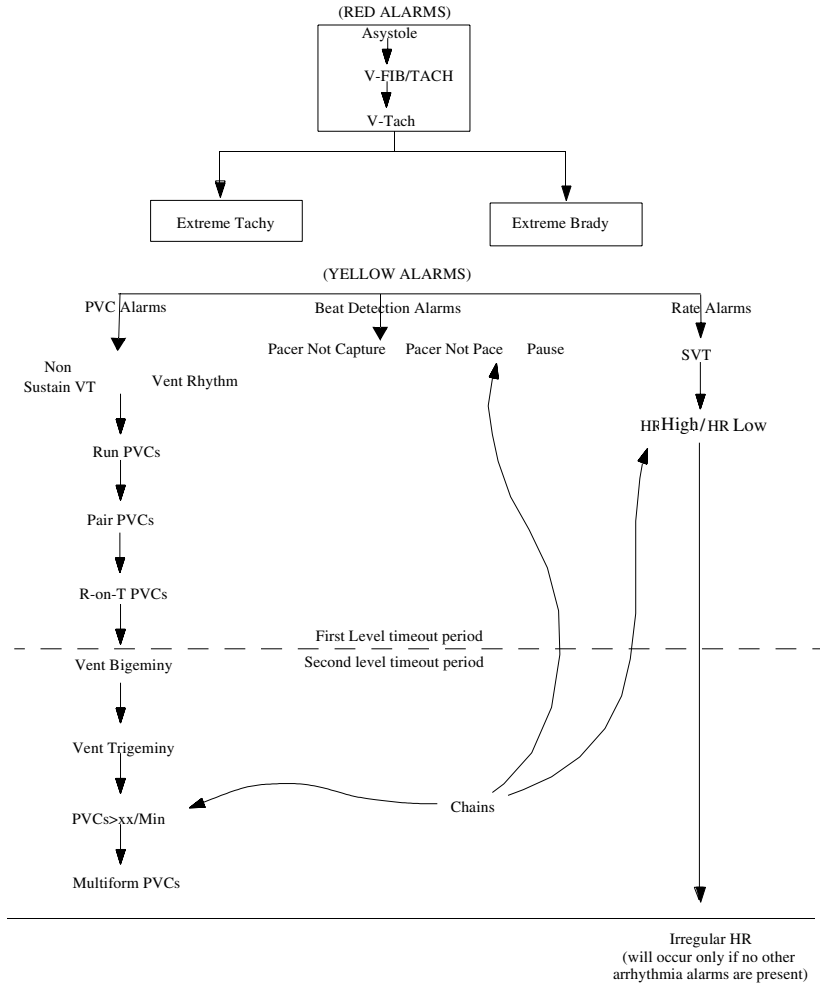 (RED ALARMS)
Asystole
V-FIB/TACH
V-Tach
Extreme Tachy
Extreme Brady
(YELLOW ALARMS)
PVC Alarms
Beat Detection Alarms
Rate Alarms
Pacer Not Capture
Pacer Not Pace
Pause
SVT
Non
Sustain VT
Vent Rhythm
HR High / HR Low
Run PVCs
Pair PVCs
R-on-T PVCs
First Level timeout period
Second level timeout period
Vent Bigeminy
Vent Trigeminy
Chains
PVCs>xx/Min
Multiform PVCs
Irregular HR
(will occur only if no other
arrhythmia alarms are present)